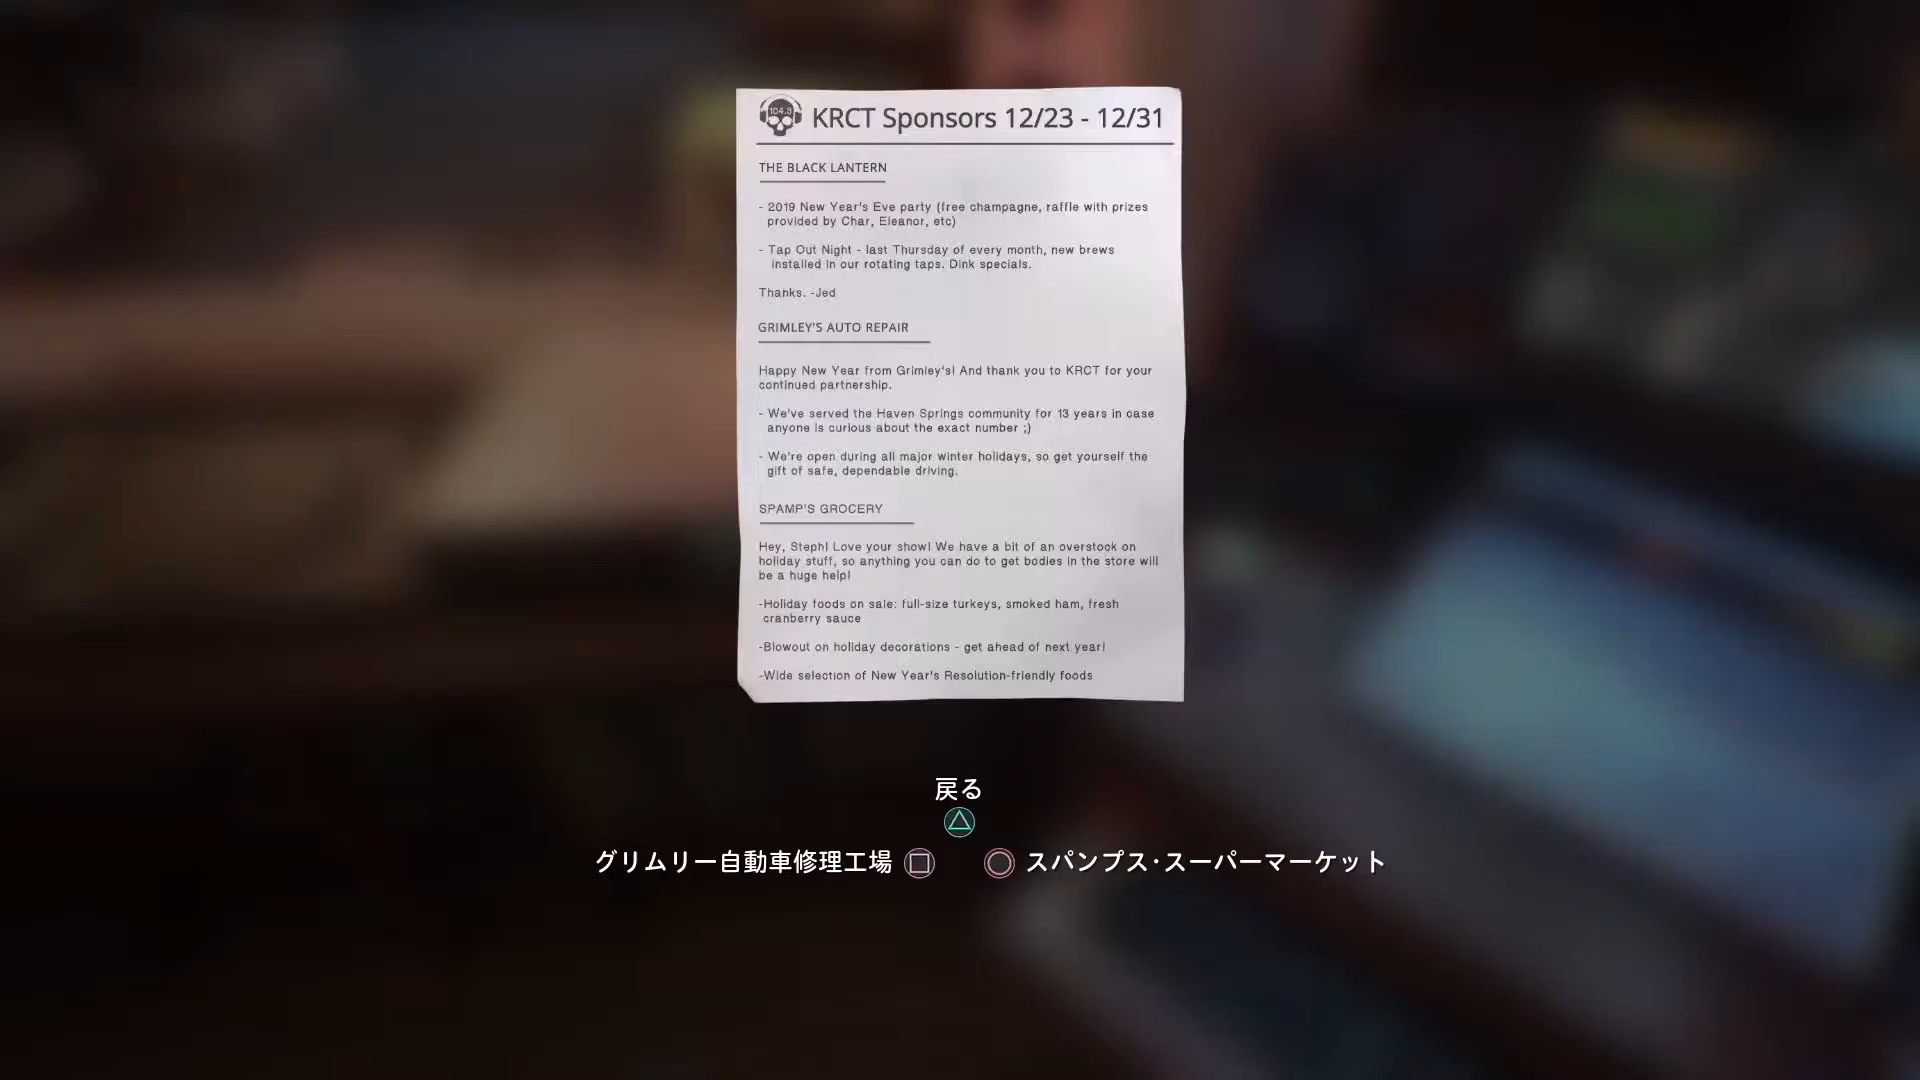 104.3
KRCT Sponsors 12/23 - 12/31
THE BLACK LANTERN
- 2019 New Year's Eve party (free champagne, raffle with prizes
provided by Char, Eleanor, etc)
- Tap Out Night - last Thursday of every month, new brews
installed in our rotating taps. Dink specials.
Thanks. -Jed
GRIMLEY'S AUTO REPAIR
Happy New Year from Grimley's! And thank you to KRCT for your
continued partnership.
- We've served the Haven Springs community for 13 years in case
anyone is curious about the exact number ;)
- We're open during all major winter holidays, so get yourself the
gift of safe, dependable driving.
SPAMP'S GROCERY
Hey, Steph! Love your show! We have a bit of an overstock on
holiday stuff, so anything you can do to get bodies in the store will
be a huge help!
-Holiday foods on sale: full-size turkeys, smoked ham, fresh
cranberry sauce
-Blowout on holiday decorations - get ahead of next year!
-Wide selection of New Year's Resolution-friendly foods
戻る
グリムリー自動車修理工場
スパンプス・スーパーマーケット